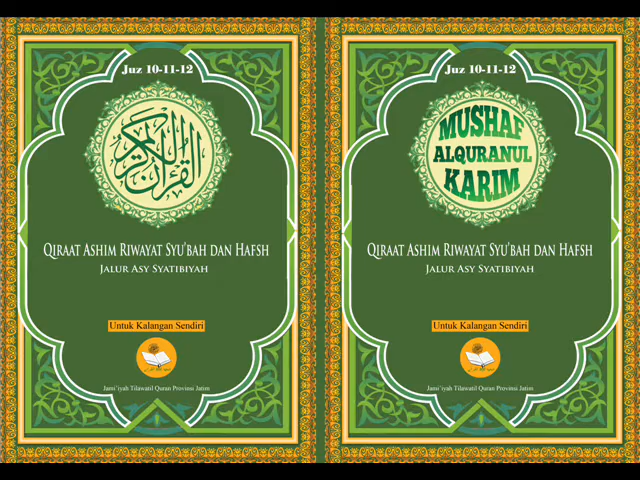 Juz 10-11-12
القرآن الكريم
QIRAAT ASHIM RIWAYAT SYU'BAH DAN HAFSH
JALUR ASY SYATIBIYAH
Untuk Kalangan Sendiri
Jami'iyah Tilawatil Quran Provinsi Jatim
Juz 10-11-12
MUSHAF
ALQURANUL
KARIM
QIRAAT ASHIM RIWAYAT SYU'BAH DAN HAFSH
JALUR ASY SYATIBIYAH
Untuk Kalangan Sendiri
Jami'iyah Tilawatil Quran Provinsi Jatim